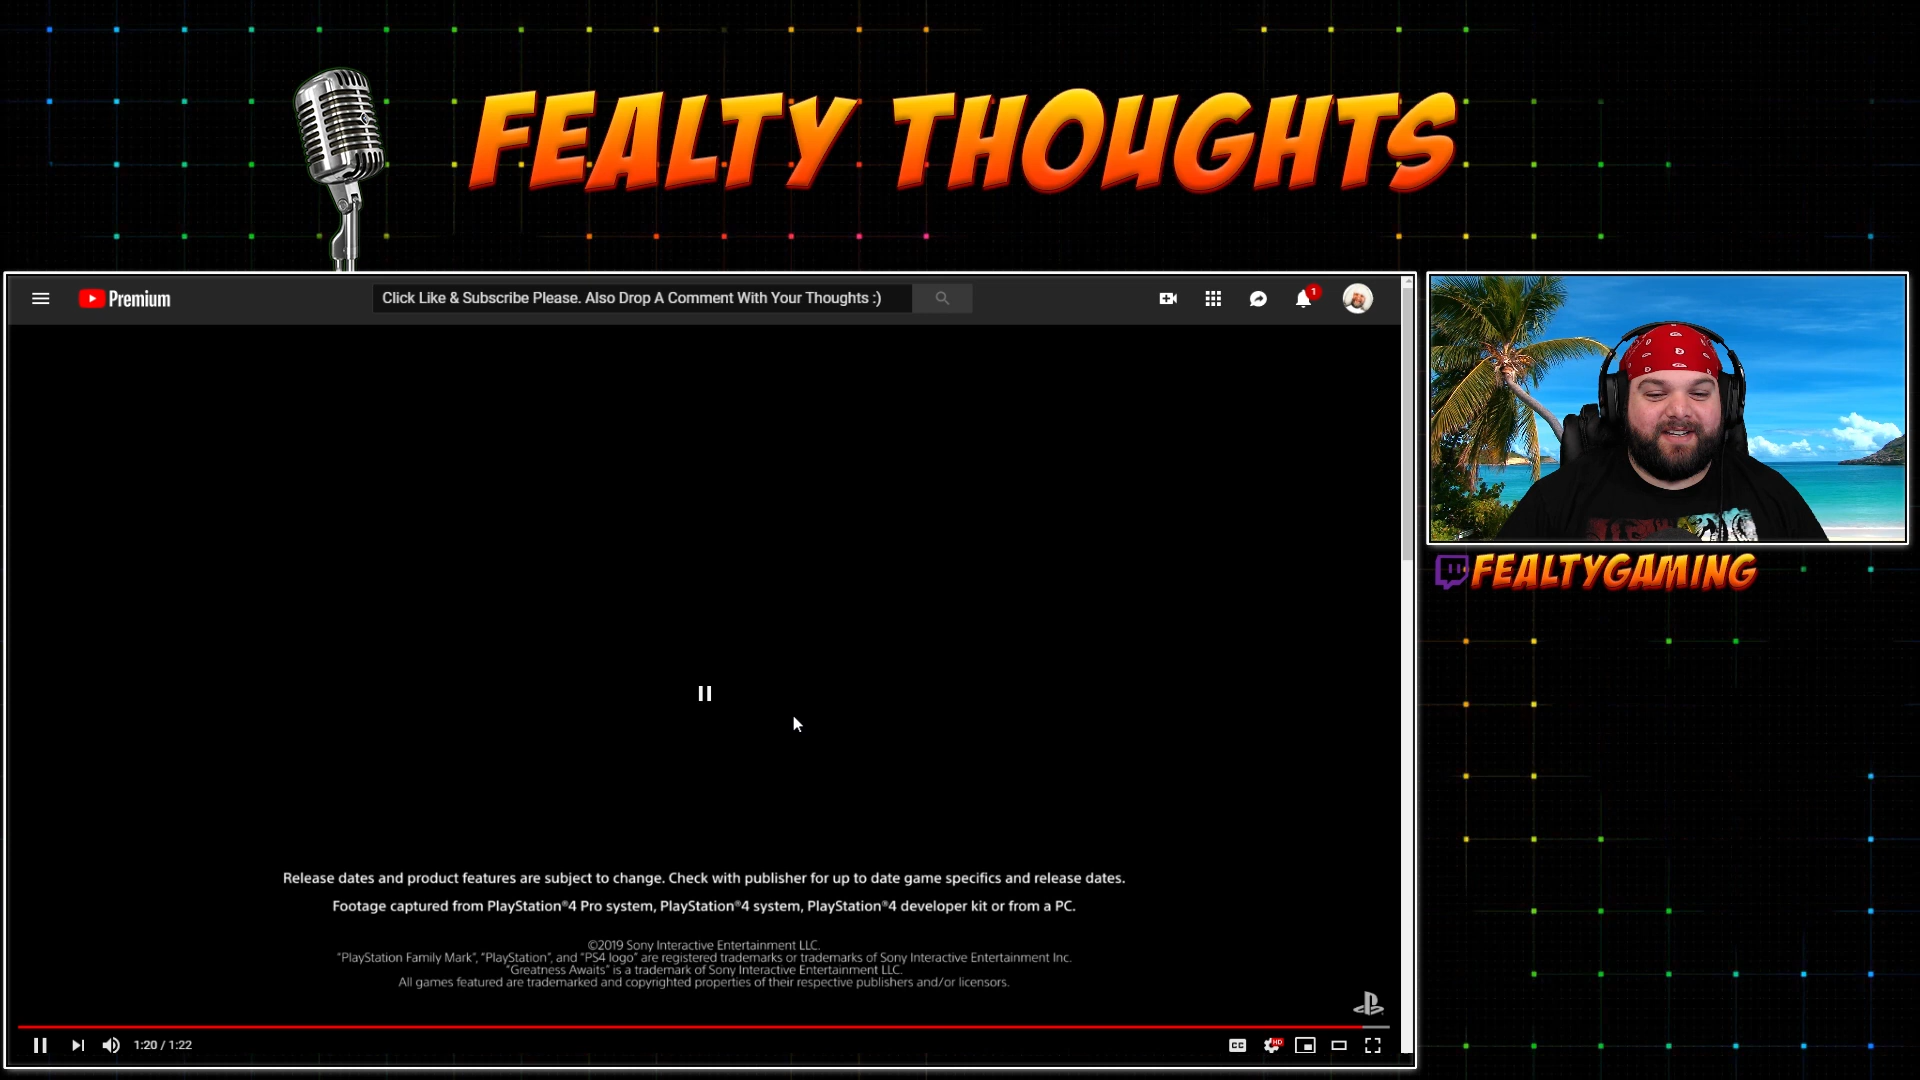 FEALTY THOUGHTS
Premium
Click Like & Subscribe Please. Also Drop A Comment With Your Thoughts :)
1
FEALTYGAMING
Release dates and product features are subject to change. Check with publisher for up to date game specifics and release dates.
Footage captured from PlayStation®4 Pro system, PlayStation®4 system, PlayStation®4 developer kit or from a PC.
©2019 Sony Interactive Entertainment LLC.
"PlayStation Family Mark", "PlayStation", and "PS4 logo" are registered trademarks or trademarks of Sony Interactive Entertainment Inc.
"Greatness Awaits" is a trademark of Sony Interactive Entertainment LLC.
All games featured are trademarked and copyrighted properties of their respective publishers and/or licensors.
1:20 / 1:22
CC
HD